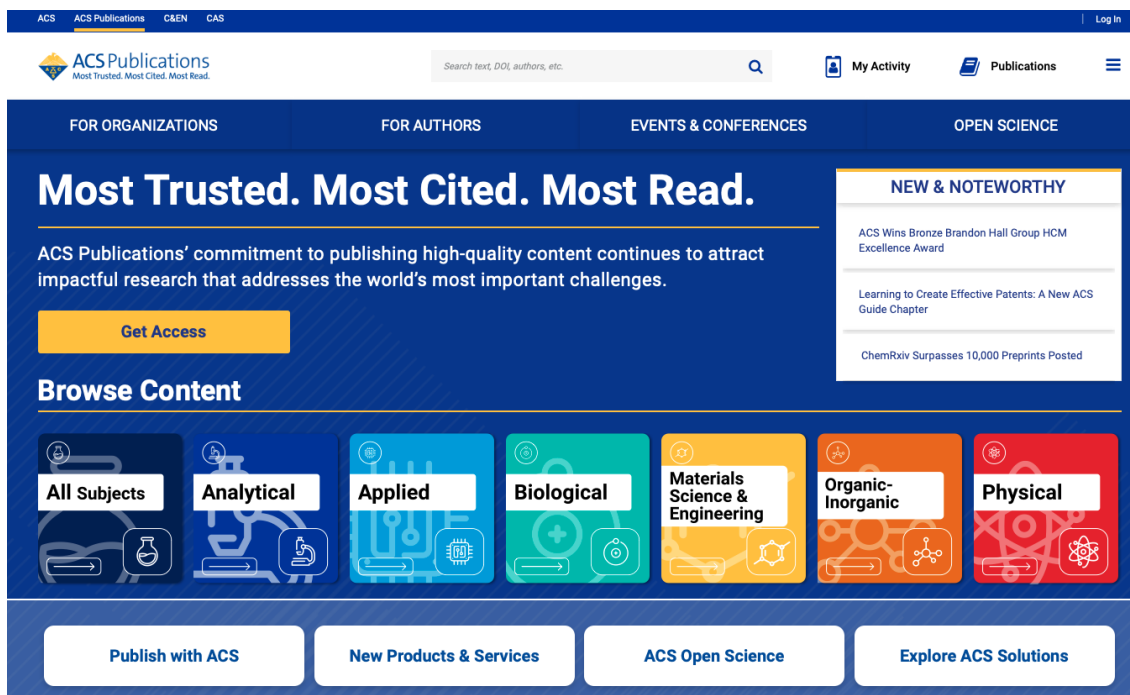 ACS ACS Publications C&EN CAS Log In
ACS Publications
Most Trusted. Most Cited. Most Read.
Search text, DOI, authors, etc.
My Activity
Publications
FOR ORGANIZATIONS FOR AUTHORS EVENTS & CONFERENCES OPEN SCIENCE
Most Trusted. Most Cited. Most Read.
ACS Publications’ commitment to publishing high-quality content continues to attract
impactful research that addresses the world’s most important challenges.
Get Access
NEW & NOTEWORTHY
ACS Wins Bronze Brandon Hall Group HCM
Excellence Award
Learning to Create Effective Patents: A New ACS
Guide Chapter
ChemRxiv Surpasses 10,000 Preprints Posted
Browse Content
All Subjects
Analytical
Applied
Biological
Materials
Science &
Engineering
Organic-
Inorganic
Physical
Publish with ACS
New Products & Services
ACS Open Science
Explore ACS Solutions